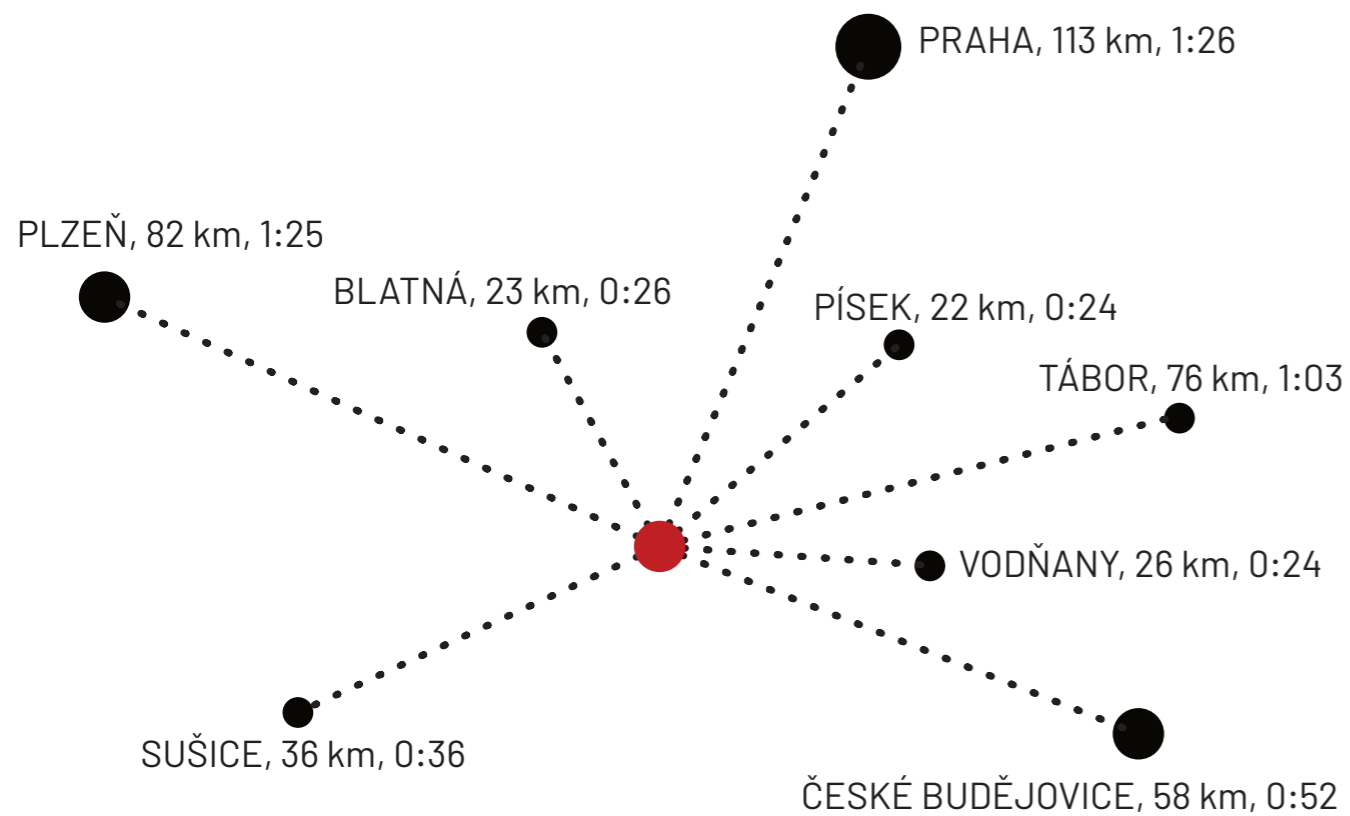 PRAHA, 113 km, 1:26
PLZEŇ, 82 km, 1:25
BLATNÁ, 23 km, 0:26
PÍSEK, 22 km, 0:24
TÁBOR, 76 km, 1:03
VODŇANY, 26 km, 0:24
SUŠICE, 36 km, 0:36
ČESKÉ BUDĚJOVICE, 58 km, 0:52